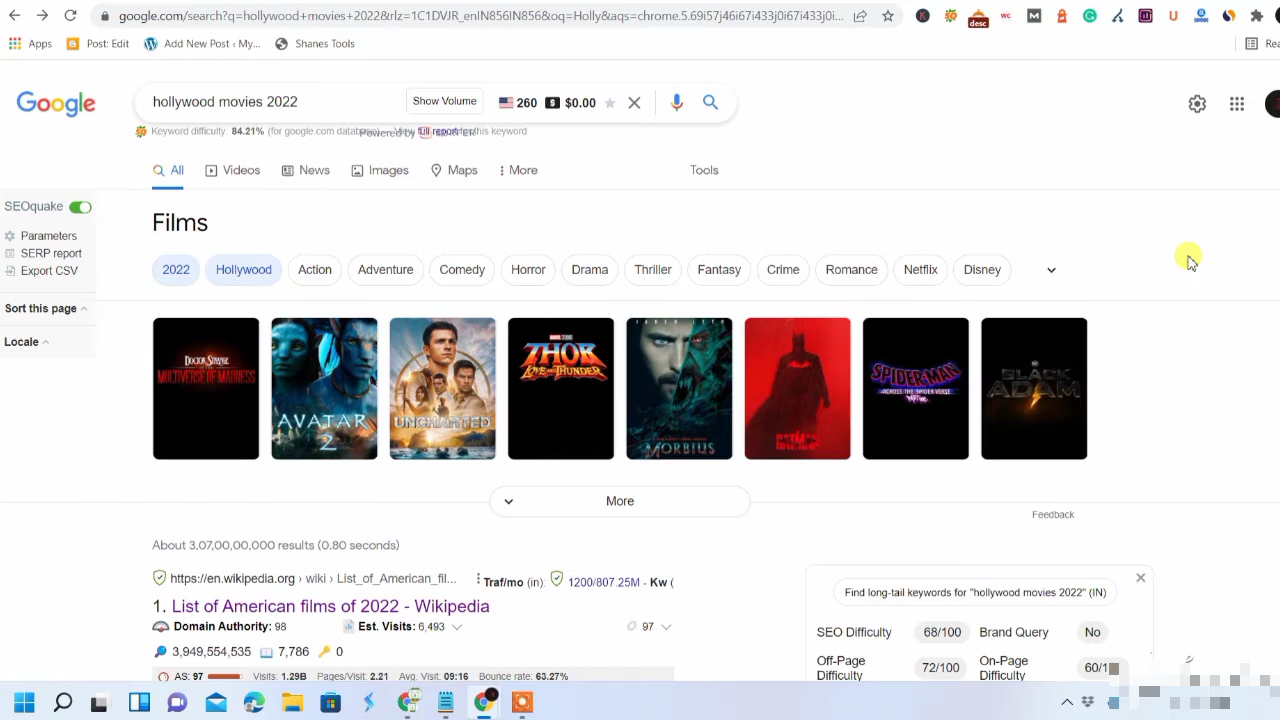 google.com/search?q=hollywood+movies+2022&rlz=1C1DVJR_enIN856IN856&oq=Holly&aqs=chrome.5.69i57j46i67i433j0i67i433j0i...
desc
Apps Post: Edit Add New Post ‹ My... Shanes Tools Rea
Google
hollywood movies 2022 Show Volume 260 $ $0.00
Keyword difficulty: 84.21% (for google.com database)
Powered by
All Videos News Images Maps More Tools
SEOquake
Parameters
SERP report
Export CSV
Sort this page
Locale
Films
2022 Hollywood Action Adventure Comedy Horror Drama Thriller Fantasy Crime Romance Netflix Disney
DOCTOR STRANGE
MULTIVERSE OF MADNESS
AVATAR
2
UNCHARTED
THOR
LOVE AND THUNDER
JARED LETO
MORBIUS
SPIDER-MAN
ACROSS THE SPIDER-VERSE
BLACK
ADAM
More
Feedback
About 3,07,00,00,000 results (0.80 seconds)
https://en.wikipedia.org › wiki › List_of_American_fil... Traf/mo (in): 1200/807.25M - Kw (
1. List of American films of 2022 - Wikipedia
Domain Authority: 98 Est. Visits: 6,493 97
3,949,554,535 7,786 0
AS: 97 Visits: 1.29B Pages/Visit: 2.21 Avg. Visit: 09:16 Bounce rate: 63.27%
Find long-tail keywords for "hollywood movies 2022" (IN)
SEO Difficulty 68/100 Brand Query No
Off-Page Difficulty 72/100 On-Page Difficulty